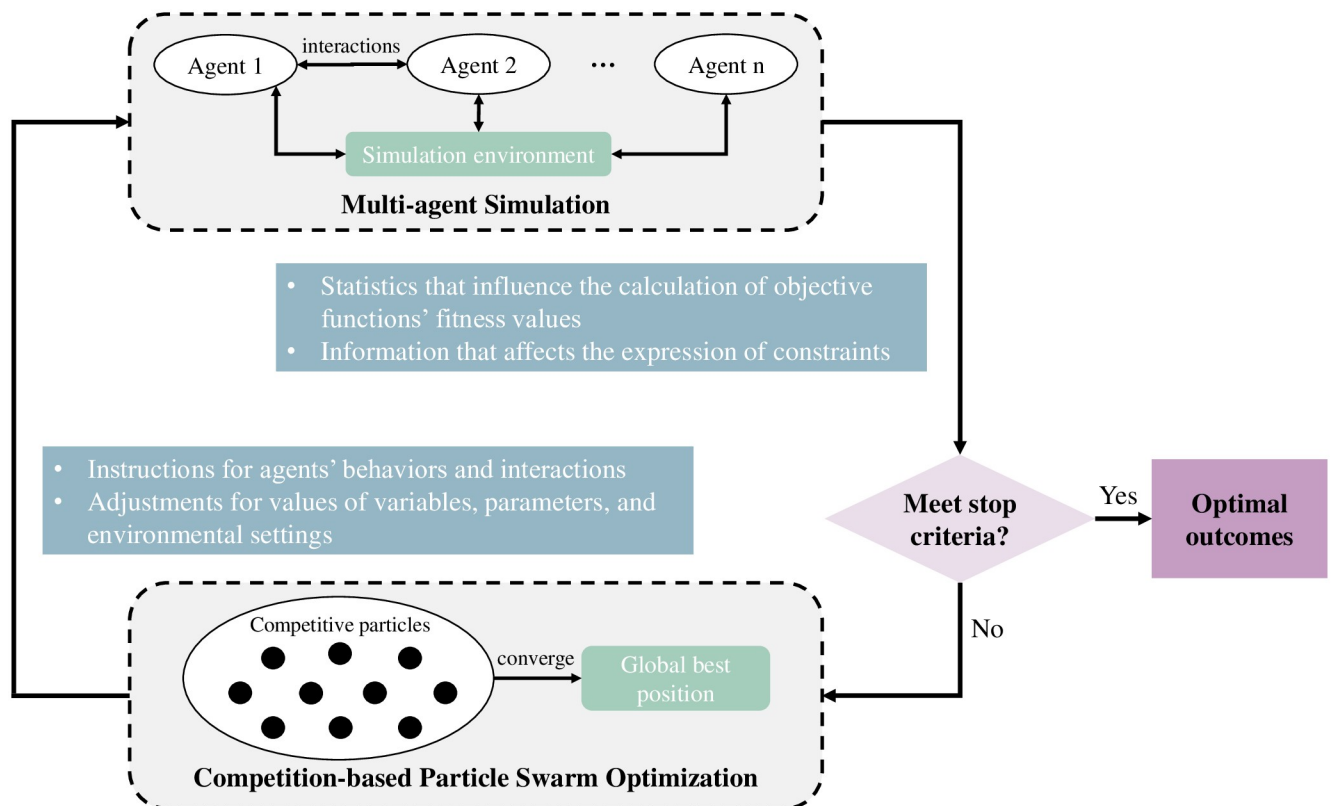 interactions
Agent 1
Agent 2
...
Agent n
Simulation environment
Multi-agent Simulation
• Statistics that influence the calculation of objective
functions’ fitness values
• Information that affects the expression of constraints
• Instructions for agents’ behaviors and interactions
• Adjustments for values of variables, parameters, and
environmental settings
Meet stop
criteria?
Yes
Optimal
outcomes
No
Competitive particles
converge
Global best
position
Competition-based Particle Swarm Optimization